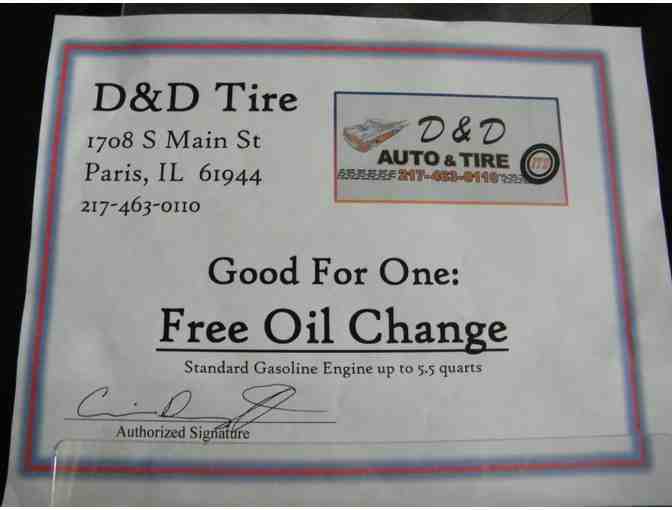 D&D Tire
1708 S Main St
Paris, IL 61944
217-463-0110
D & D
AUTO & TIRE
217-463-0110
Good For One:
Free Oil Change
Standard Gasoline Engine up to 5.5 quarts
Authorized Signature